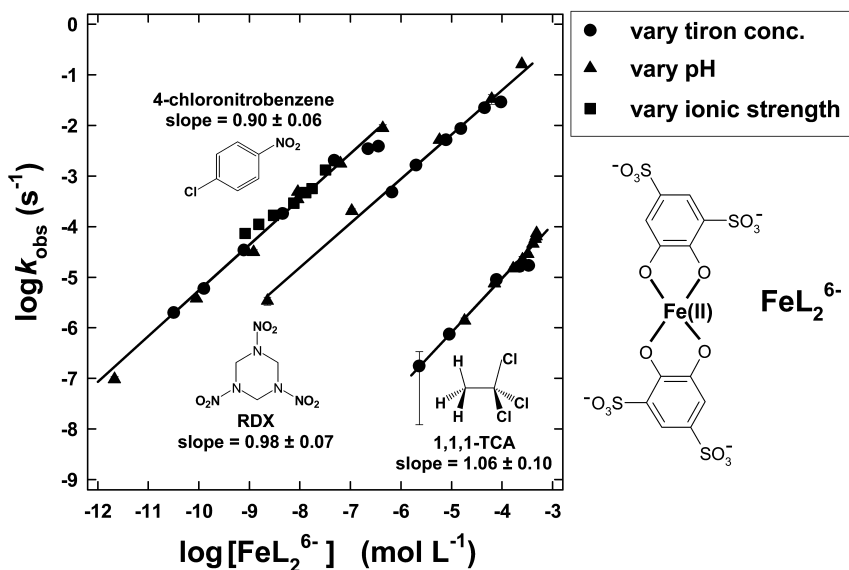 0
-1
-2
-3
-4
-5
-6
-7
-8
-9
logk_obs (s⁻¹)
-12 -11 -10 -9 -8 -7 -6 -5 -4 -3
log [FeL₂⁶⁻] (mol L⁻¹)
4-chloronitrobenzene
slope = 0.90 ± 0.06
NO₂
Cl
NO₂
N
N N
O₂N NO₂
RDX
slope = 0.98 ± 0.07
H Cl
H Cl
H Cl
1,1,1-TCA
slope = 1.06 ± 0.10
vary tiron conc.
vary pH
vary ionic strength
⁻O₃S
SO₃⁻
O O
Fe(II)
O O
⁻O₃S
SO₃⁻
FeL₂⁶⁻